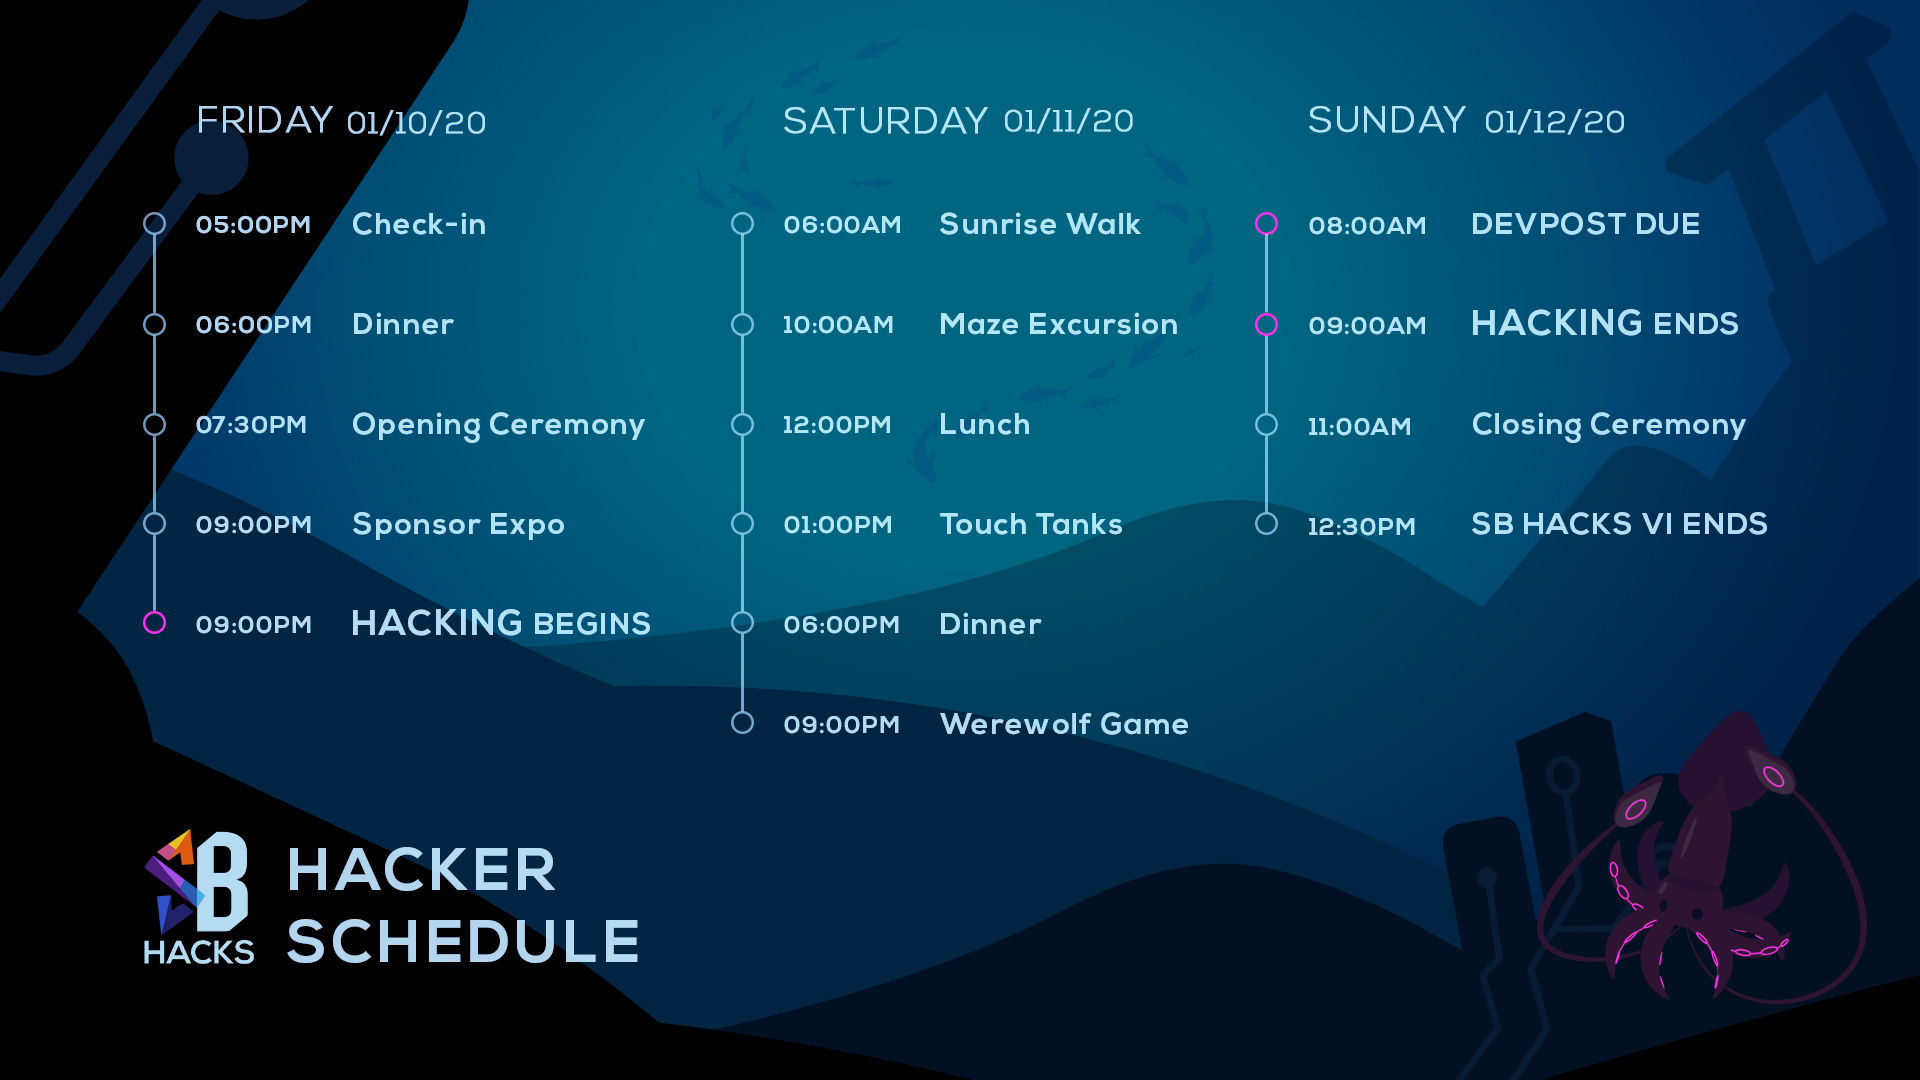 FRIDAY 01/10/20
05:00PM Check-in
06:00PM Dinner
07:30PM Opening Ceremony
09:00PM Sponsor Expo
09:00PM HACKING BEGINS
SATURDAY 01/11/20
06:00AM Sunrise Walk
10:00AM Maze Excursion
12:00PM Lunch
01:00PM Touch Tanks
06:00PM Dinner
09:00PM Werewolf Game
SUNDAY 01/12/20
08:00AM DEVPOST DUE
09:00AM HACKING ENDS
11:00AM Closing Ceremony
12:30PM SB HACKS VI ENDS
SB
HACKS
HACKER
SCHEDULE